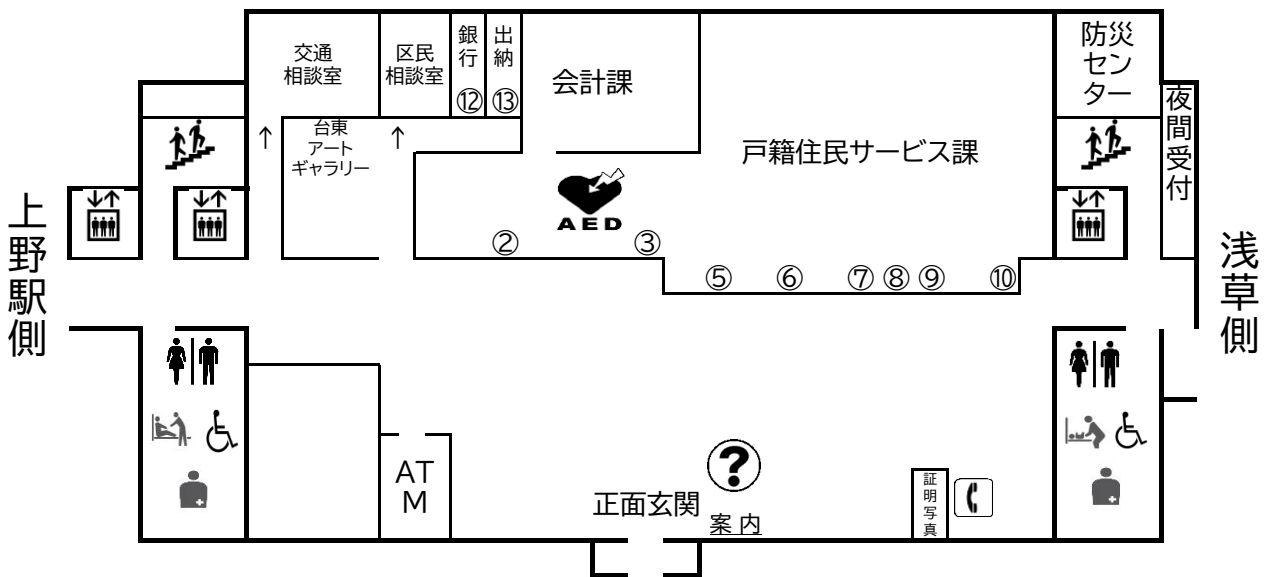 交通
相談室
区民
相談室
銀行
⑫
出納
⑬
会計課
戸籍住民サービス課
防災
セン
ター
夜間受付
↑
台東
アート
ギャラリー
↑
AED
②
③
⑤
⑥
⑦
⑧
⑨
⑩
上野駅側
浅草側
AT
M
正面玄関
?
案内
証明写真